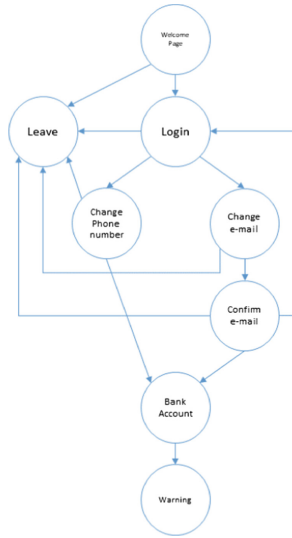 Welcome
Page
Leave
Login
Change
Phone
number
Change
e-mail
Confirm
e-mail
Bank
Account
Warning